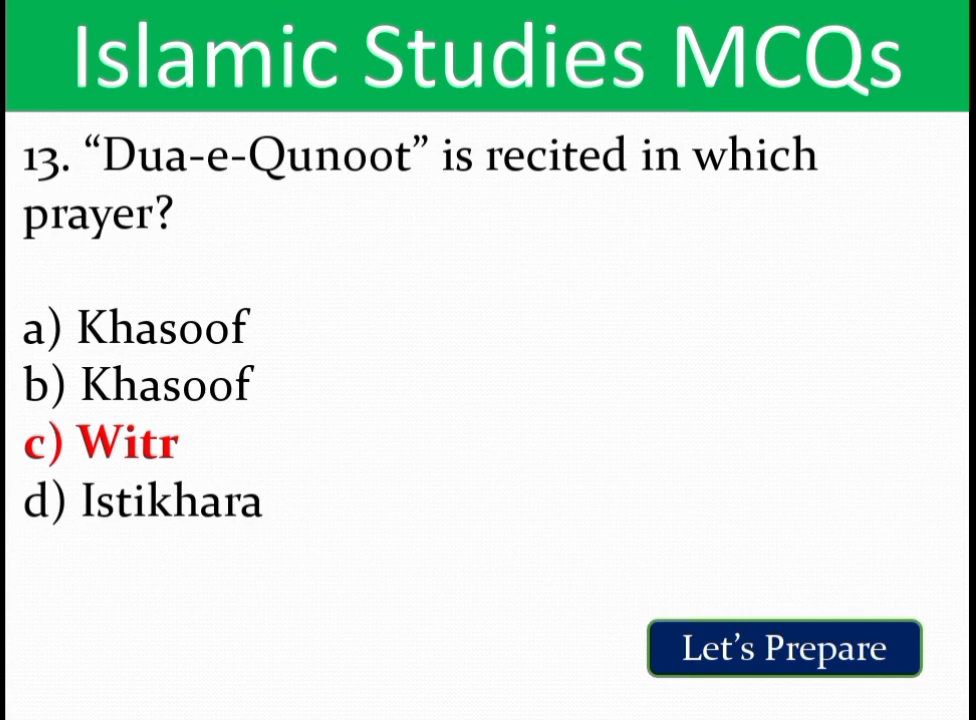 Islamic Studies MCQs
13. “Dua-e-Qunoot” is recited in which
prayer?
a) Khasoof
b) Khasoof
c) Witr
d) Istikhara
Let’s Prepare